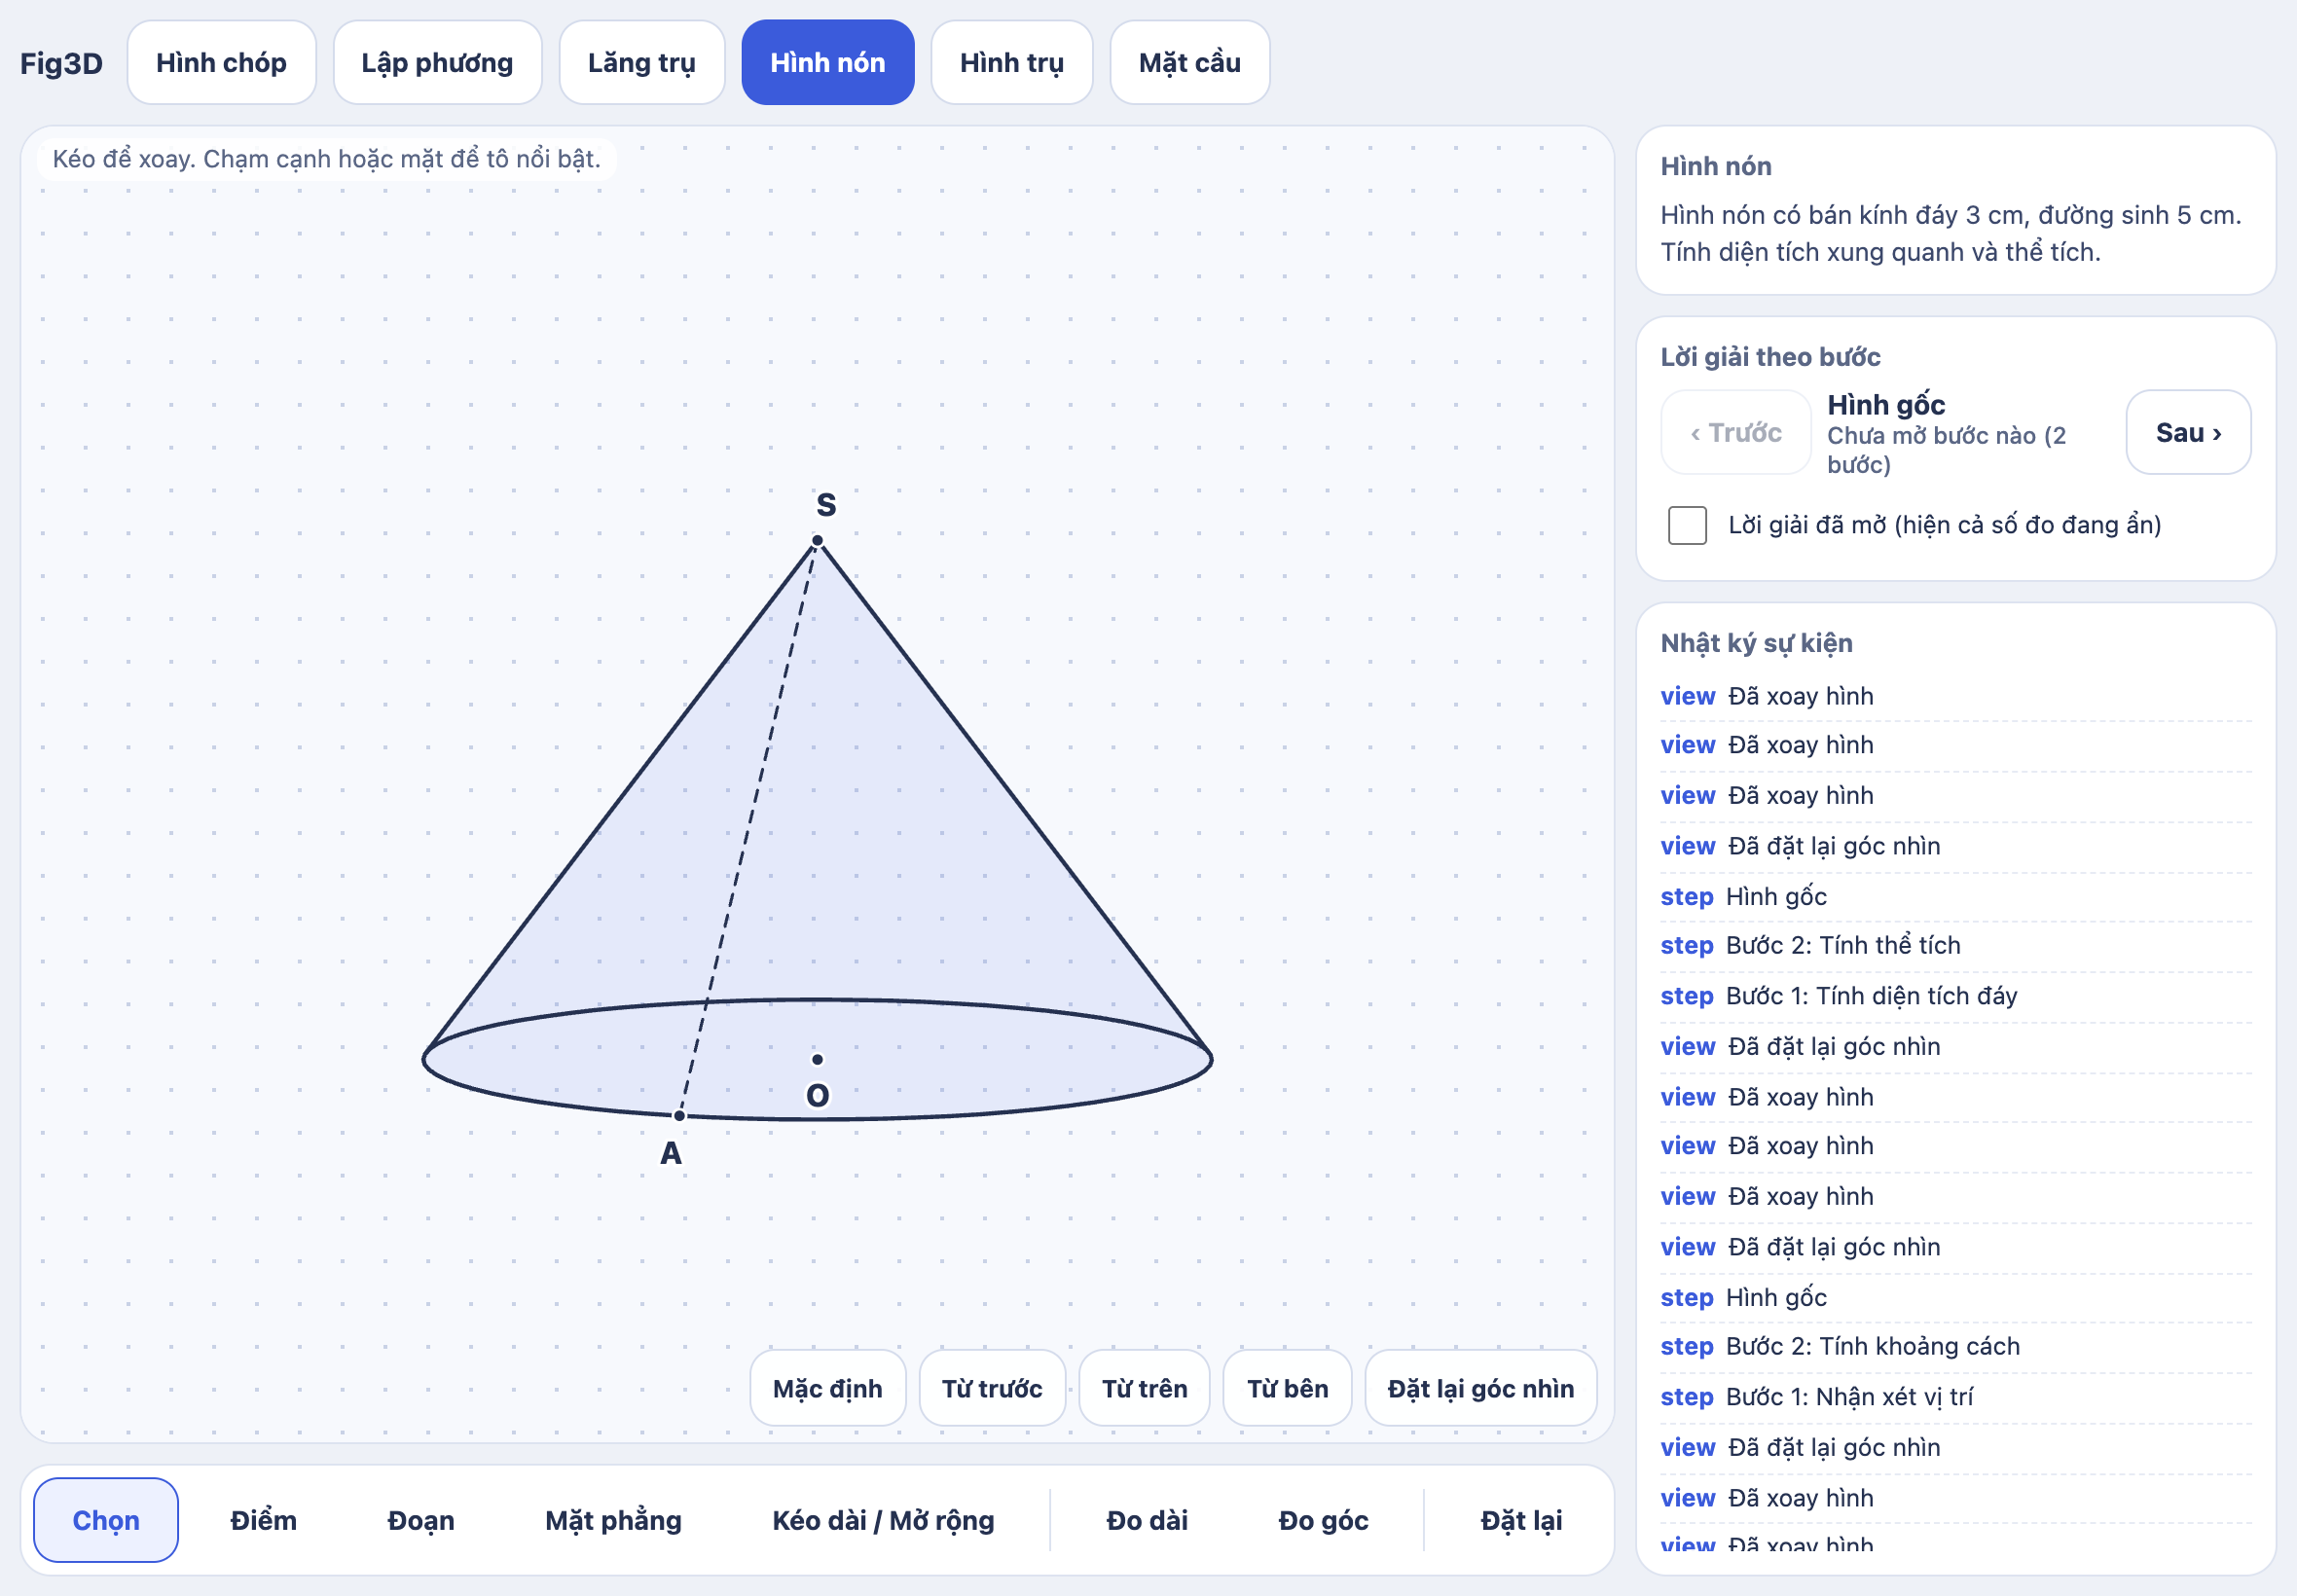 Fig3D
Hình chóp
Lập phương
Lăng trụ
Hình nón
Hình trụ
Mặt cầu
Kéo để xoay. Chạm cạnh hoặc mặt để tô nổi bật.
S
O
A
Mặc định
Từ trước
Từ trên
Từ bên
Đặt lại góc nhìn
Chọn
Điểm
Đoạn
Mặt phẳng
Kéo dài / Mở rộng
Đo dài
Đo góc
Đặt lại
Hình nón
Hình nón có bán kính đáy 3 cm, đường sinh 5 cm.
Tính diện tích xung quanh và thể tích.
Lời giải theo bước
‹ Trước
Hình gốc
Chưa mở bước nào (2
bước)
Sau ›
Lời giải đã mở (hiện cả số đo đang ẩn)
Nhật ký sự kiện
view Đã xoay hình
view Đã xoay hình
view Đã xoay hình
view Đã đặt lại góc nhìn
step Hình gốc
step Bước 2: Tính thể tích
step Bước 1: Tính diện tích đáy
view Đã đặt lại góc nhìn
view Đã xoay hình
view Đã xoay hình
view Đã xoay hình
view Đã đặt lại góc nhìn
step Hình gốc
step Bước 2: Tính khoảng cách
step Bước 1: Nhận xét vị trí
view Đã đặt lại góc nhìn
view Đã xoay hình
view Đã xoay hình